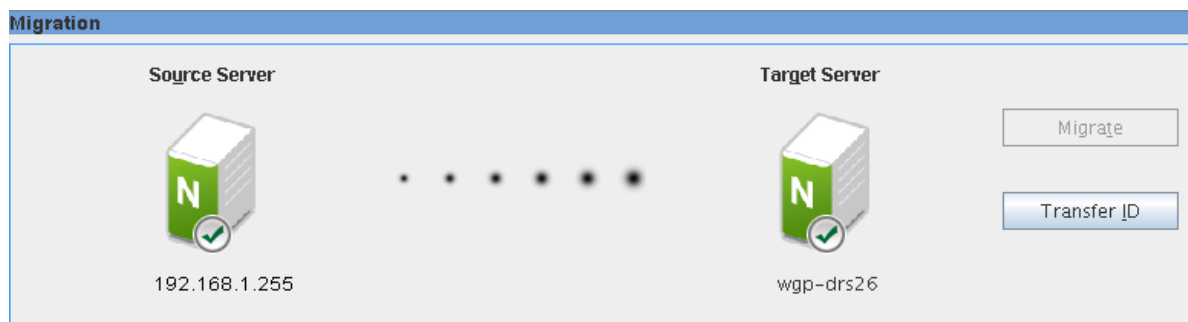 Migration
Source Server
Target Server
Migrate
N
N
Transfer ID
192.168.1.255
wgp-drs26